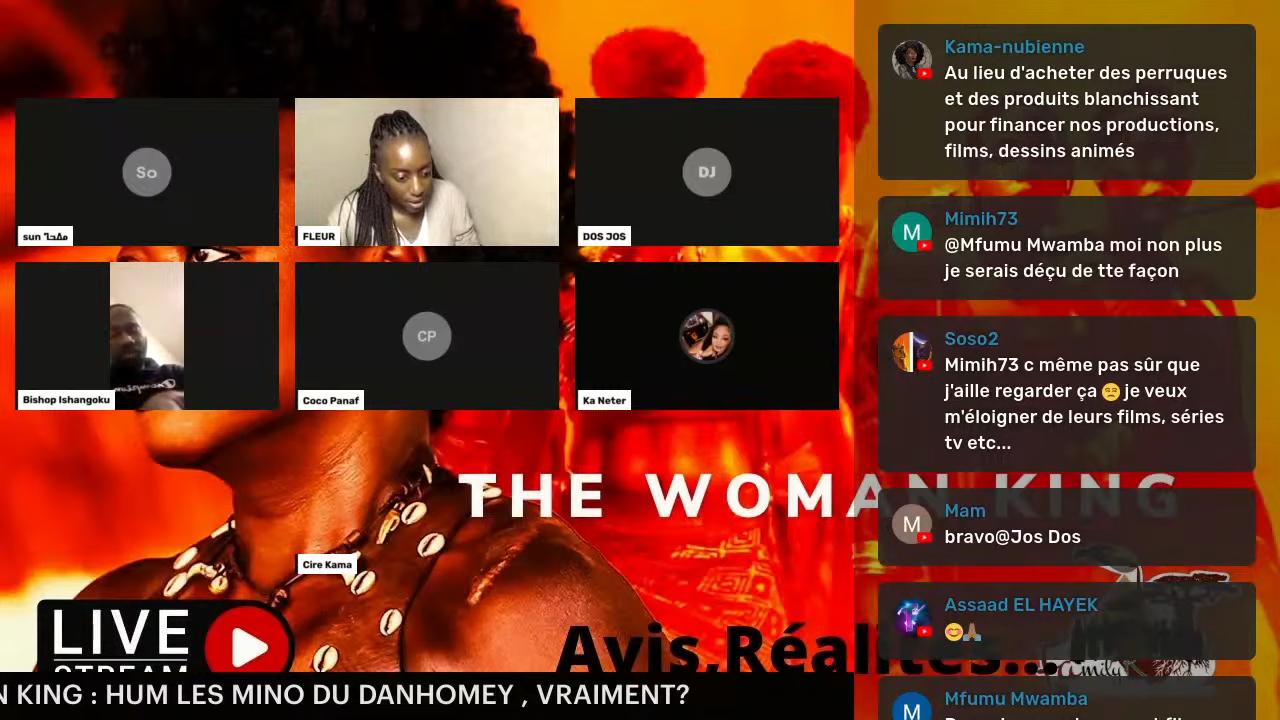 So
sun
FLEUR
DJ
DOS JOS
Bishop Ishangoku
CP
Coco Panaf
Ka Neter
Cire Kama
THE WOMAN KING
LIVE
STREAM
Avis,Réalités...
N KING : HUM LES MINO DU DANHOMEY , VRAIMENT?
Kama-nubienne
Au lieu d'acheter des perruques
et des produits blanchissant
pour financer nos productions,
films, dessins animés
M
Mimih73
@Mfumu Mwamba moi non plus
je serais déçu de tte façon
Soso2
Mimih73 c même pas sûr que
j'aille regarder ça 😒 je veux
m'éloigner de leurs films, séries
tv etc...
M
Mam
bravo@Jos Dos
Assaad EL HAYEK
😊🙏🏾
M
Mfumu Mwamba